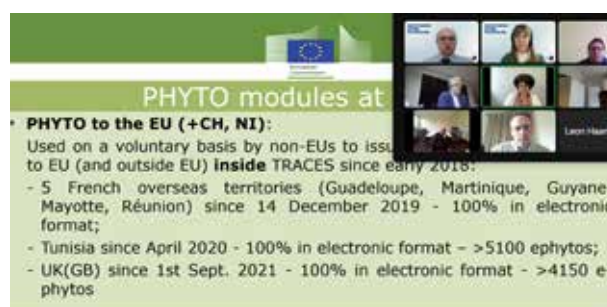 PHYTO modules at
PHYTO to the EU (+CH, NI):
Used on a voluntary basis by non-EUs to issu
to EU (and outside EU) inside TRACES since early 2018:
- 5 French overseas territories (Guadeloupe, Martinique, Guyane
Mayotte, Réunion) since 14 December 2019 - 100% in electronic
format;
- Tunisia since April 2020 - 100% in electronic format – >5100 ephytos;
- UK(GB) since 1st Sept. 2021 - 100% in electronic format - >4150 e
phytos
Leon Haan